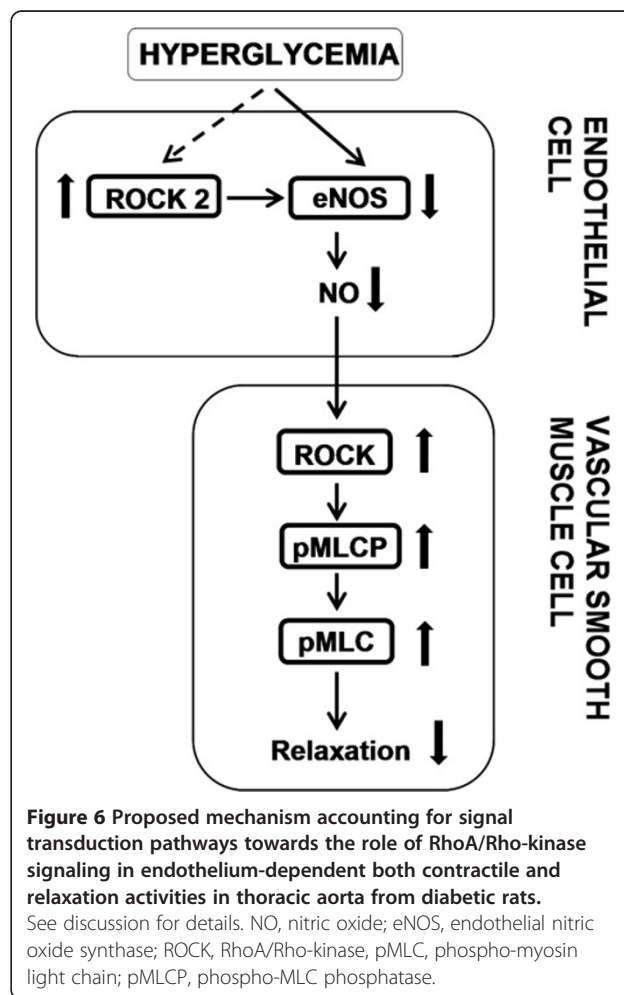 HYPERGLYCEMIA
ENDOTHELIAL
CELL
ROCK 2
eNOS
NO
VASCULAR SMOOTH
MUSCLE CELL
ROCK
pMLCP
pMLC
Relaxation
Figure 6 Proposed mechanism accounting for signal
transduction pathways towards the role of RhoA/Rho-kinase
signaling in endothelium-dependent both contractile and
relaxation activities in thoracic aorta from diabetic rats.
See discussion for details. NO, nitric oxide; eNOS, endothelial nitric
oxide synthase; ROCK, RhoA/Rho-kinase, pMLC, phospho-myosin
light chain; pMLCP, phospho-MLC phosphatase.